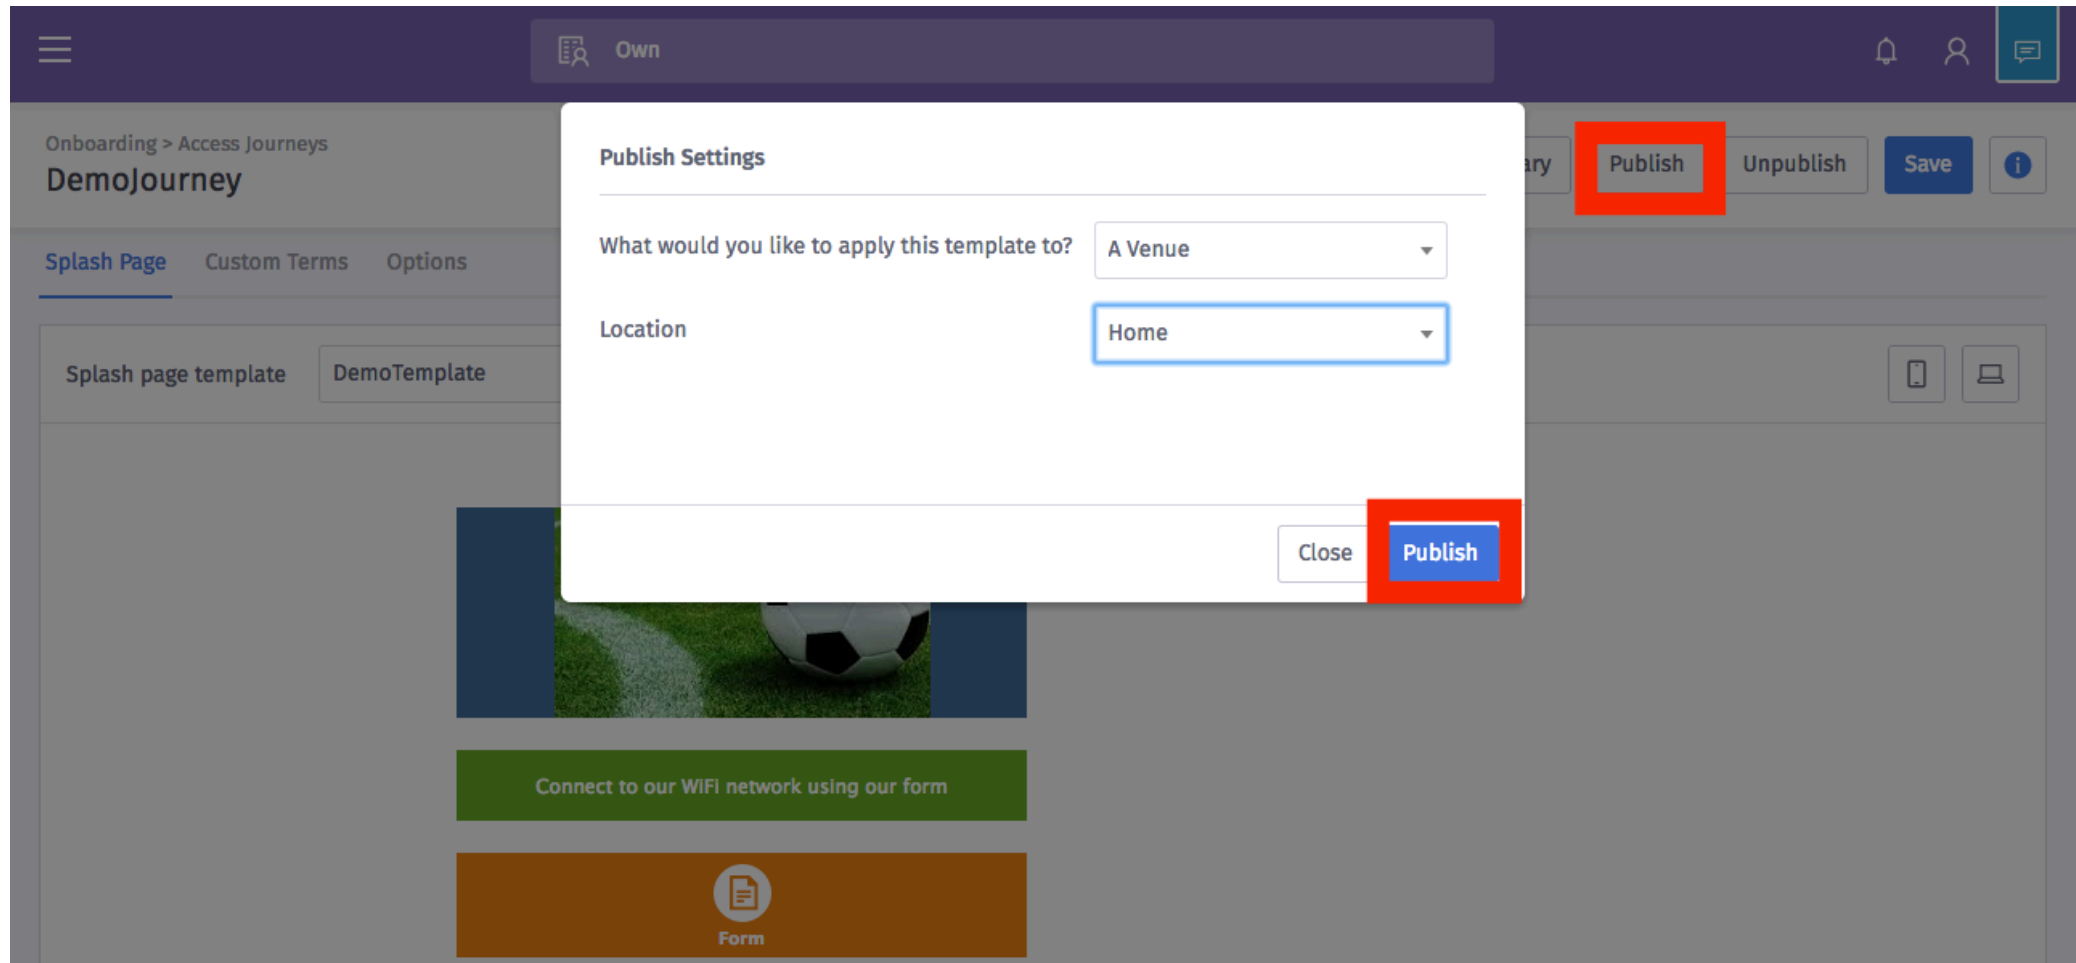 Own
Onboarding > Access Journeys
DemoJourney
Publish
Unpublish
Save
Publish Settings
What would you like to apply this template to?
A Venue
Location
Home
Close
Publish
Splash Page
Custom Terms
Options
Splash page template
DemoTemplate
Connect to our WiFi network using our form
Form